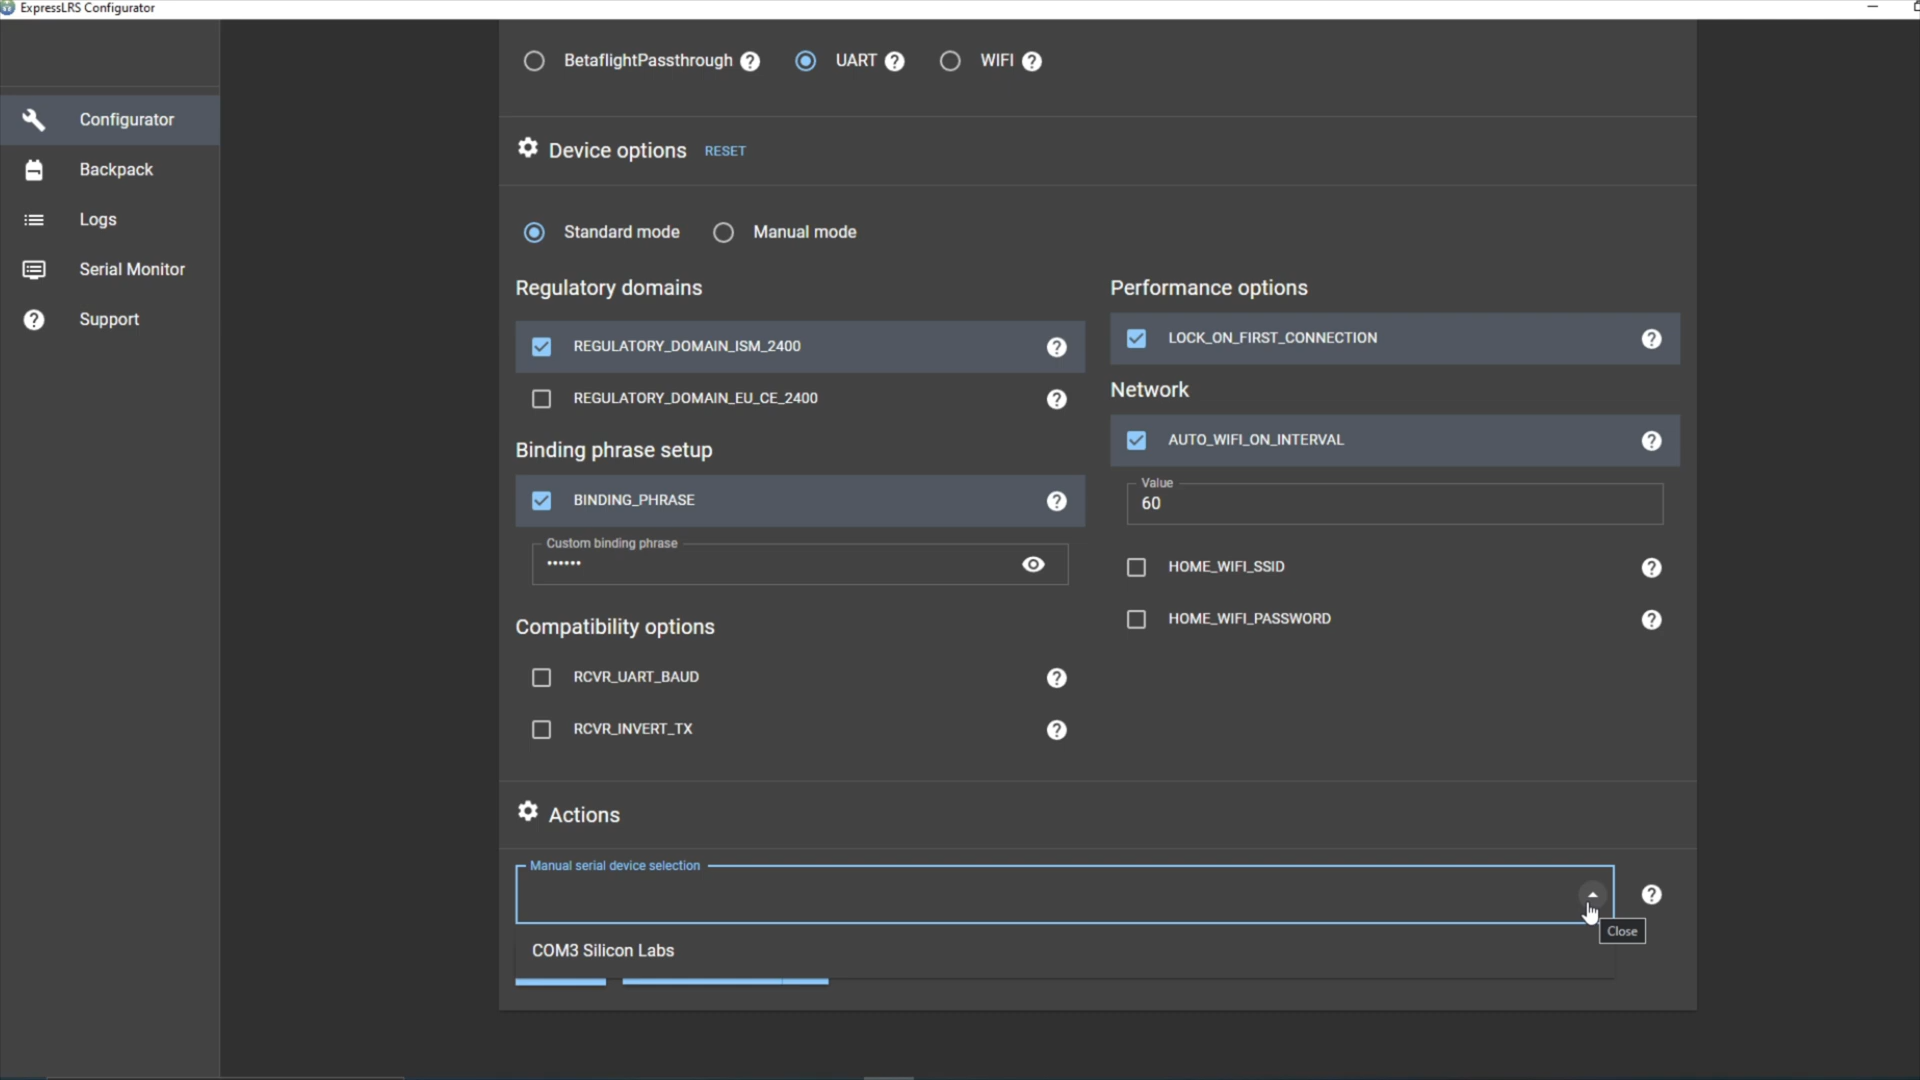 ExpressLRS Configurator
Configurator
Backpack
Logs
Serial Monitor
Support
BetaflightPassthrough ? UART ? WIFI ?
Device options RESET
Standard mode Manual mode
Regulatory domains
REGULATORY_DOMAIN_ISM_2400 ?
REGULATORY_DOMAIN_EU_CE_2400 ?
Binding phrase setup
BINDING_PHRASE ?
Custom binding phrase
••••••
Compatibility options
RCVR_UART_BAUD ?
RCVR_INVERT_TX ?
Performance options
LOCK_ON_FIRST_CONNECTION ?
Network
AUTO_WIFI_ON_INTERVAL ?
Value
60
HOME_WIFI_SSID ?
HOME_WIFI_PASSWORD ?
Actions
Manual serial device selection
?
Close
COM3 Silicon Labs